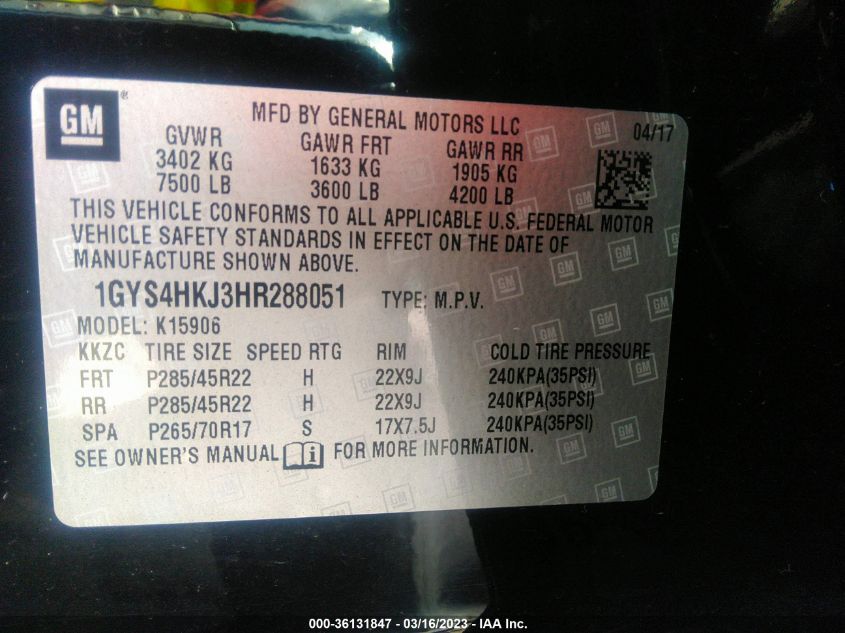 GM ®
MFD BY GENERAL MOTORS LLC 04/17
GVWR GAWR FRT GAWR RR
3402 KG 1633 KG 1905 KG
7500 LB 3600 LB 4200 LB
THIS VEHICLE CONFORMS TO ALL APPLICABLE U.S. FEDERAL MOTOR
VEHICLE SAFETY STANDARDS IN EFFECT ON THE DATE OF
MANUFACTURE SHOWN ABOVE.
1GYS4HKJ3HR288051 TYPE: M.P.V.
MODEL: K15906
KKZC TIRE SIZE SPEED RTG RIM COLD TIRE PRESSURE
FRT P285/45R22 H 22X9J 240KPA(35PSI)
RR P285/45R22 H 22X9J 240KPA(35PSI)
SPA P265/70R17 S 17X7.5J 240KPA(35PSI)
SEE OWNER'S MANUAL i FOR MORE INFORMATION.
000-36131847 - 03/16/2023 - IAA Inc.